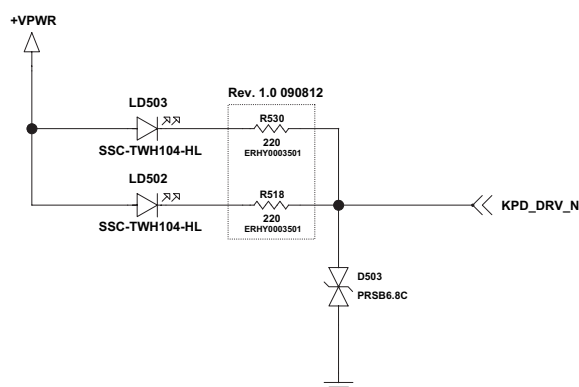 +VPWR
Rev. 1.0 090812
LD503
R530
220
SSC-TWH104-HL
ERHY0003501
LD502
R518
220
SSC-TWH104-HL
ERHY0003501
KPD_DRV_N
D503
PRSB6.8C